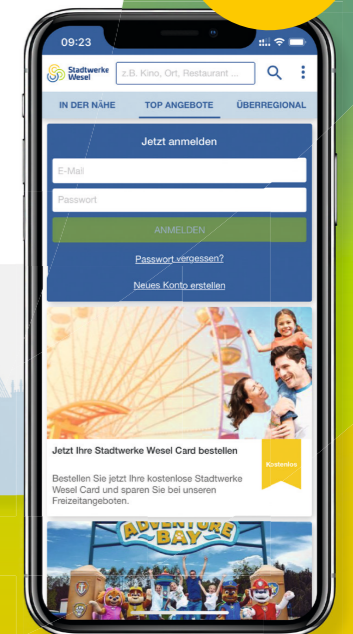 09:23
Stadtwerke
Wesel
z.B. Kino, Ort, Restaurant ...
IN DER NÄHE TOP ANGEBOTE ÜBERREGIONAL
Jetzt anmelden
E-Mail
Passwort
ANMELDEN
Passwort vergessen?
Neues Konto erstellen
Jetzt Ihre Stadtwerke Wesel Card bestellen
Kostenlos
Bestellen Sie jetzt Ihre kostenlose Stadtwerke
Wesel Card und sparen Sie bei unseren
Freizeitangeboten.
ADVENTURE
BAY